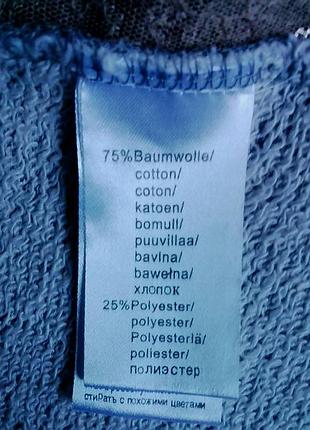 75%Baumwolle/
cotton/
coton/
katoen/
bomull/
puuvillaa/
bavlna/
bawełna/
хлопок
25%Polyester/
polyester/
Polyesteriä/
poliester/
полиэстер
стирать с похожими цветами